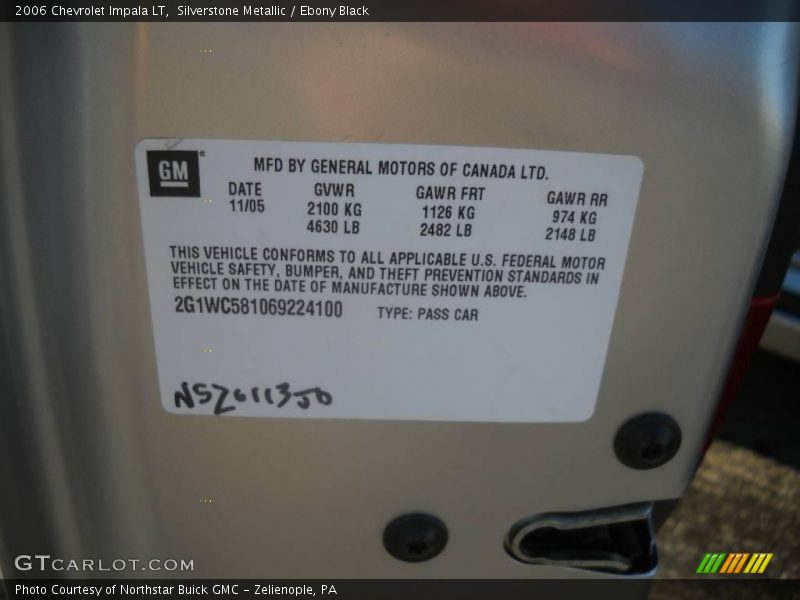 2006 Chevrolet Impala LT,  Silverstone Metallic / Ebony Black
GM
MFD BY GENERAL MOTORS OF CANADA LTD.
DATE GVWR GAWR FRT GAWR RR
11/05 2100 KG 1126 KG 974 KG
4630 LB 2482 LB 2148 LB
THIS VEHICLE CONFORMS TO ALL APPLICABLE U.S. FEDERAL MOTOR
VEHICLE SAFETY, BUMPER, AND THEFT PREVENTION STANDARDS IN
EFFECT ON THE DATE OF MANUFACTURE SHOWN ABOVE.
2G1WC581069224100 TYPE: PASS CAR
GTCARLOT.COM
Photo Courtesy of Northstar Buick GMC - Zelienople, PA